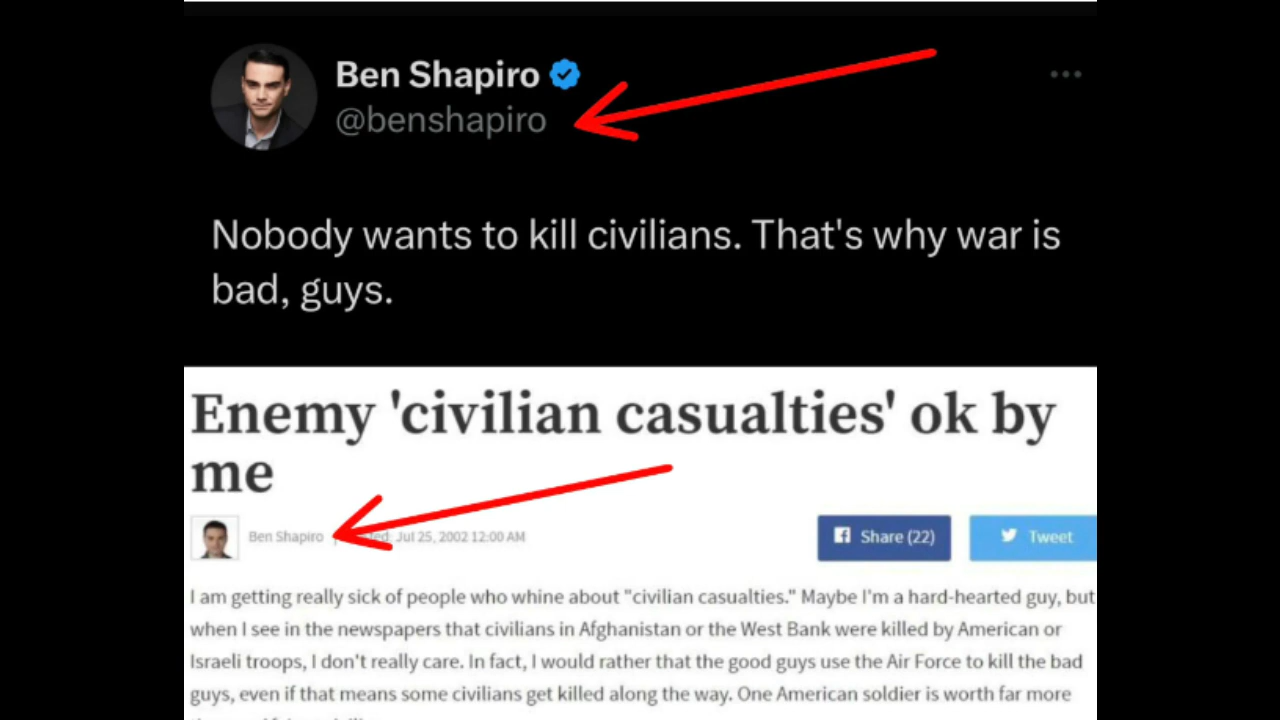 Ben Shapiro
@benshapiro
Nobody wants to kill civilians. That's why war is
bad, guys.
Enemy 'civilian casualties' ok by
me
Ben Shapiro Jul 25, 2002 12:00 AM
Share (22)
Tweet
I am getting really sick of people who whine about "civilian casualties." Maybe I'm a hard-hearted guy, but
when I see in the newspapers that civilians in Afghanistan or the West Bank were killed by American or
Israeli troops, I don't really care. In fact, I would rather that the good guys use the Air Force to kill the bad
guys, even if that means some civilians get killed along the way. One American soldier is worth far more